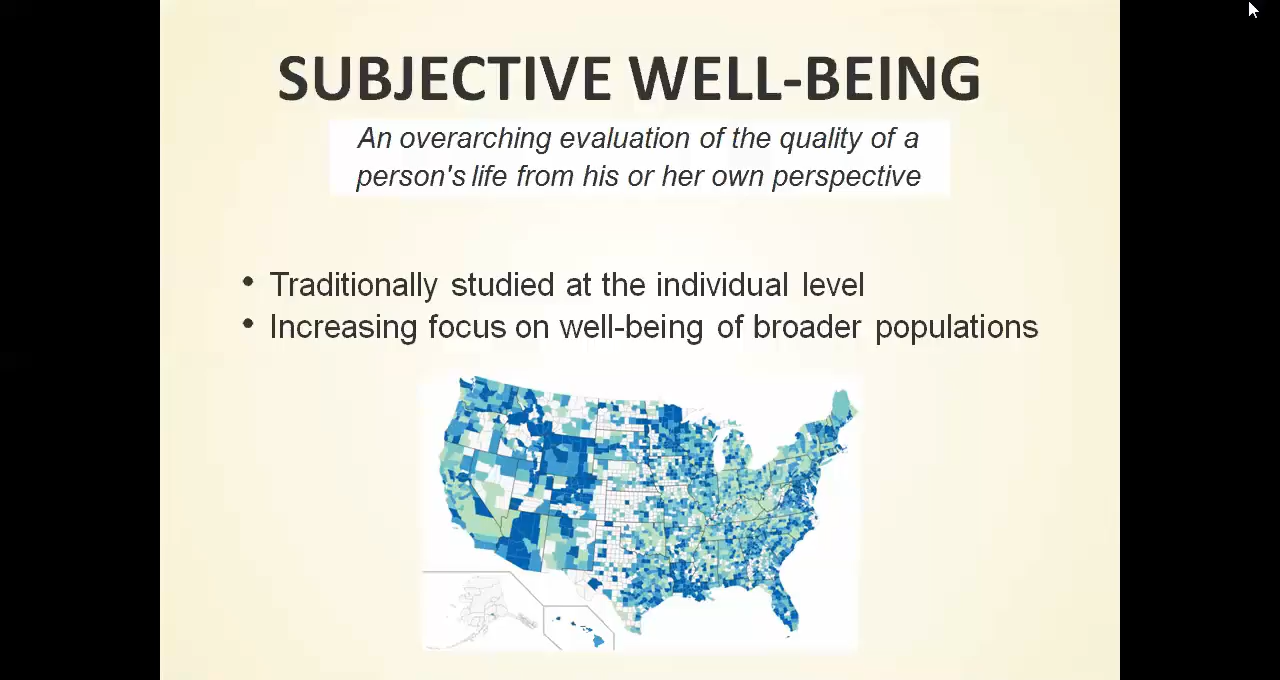 SUBJECTIVE WELL-BEING
An overarching evaluation of the quality of a
person's life from his or her own perspective
• Traditionally studied at the individual level
• Increasing focus on well-being of broader populations